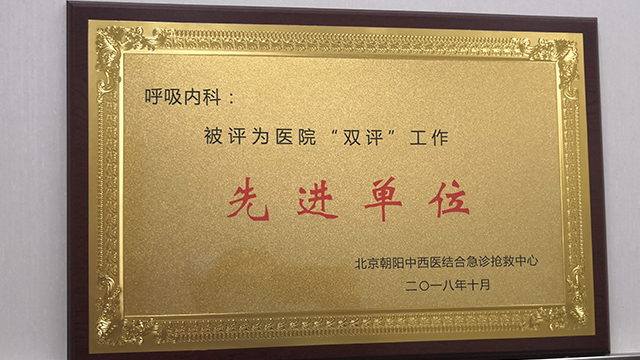 呼吸内科：
被评为医院“双评”工作
先进单位
北京朝阳中西医结合急诊抢救中心
二〇一八年十月